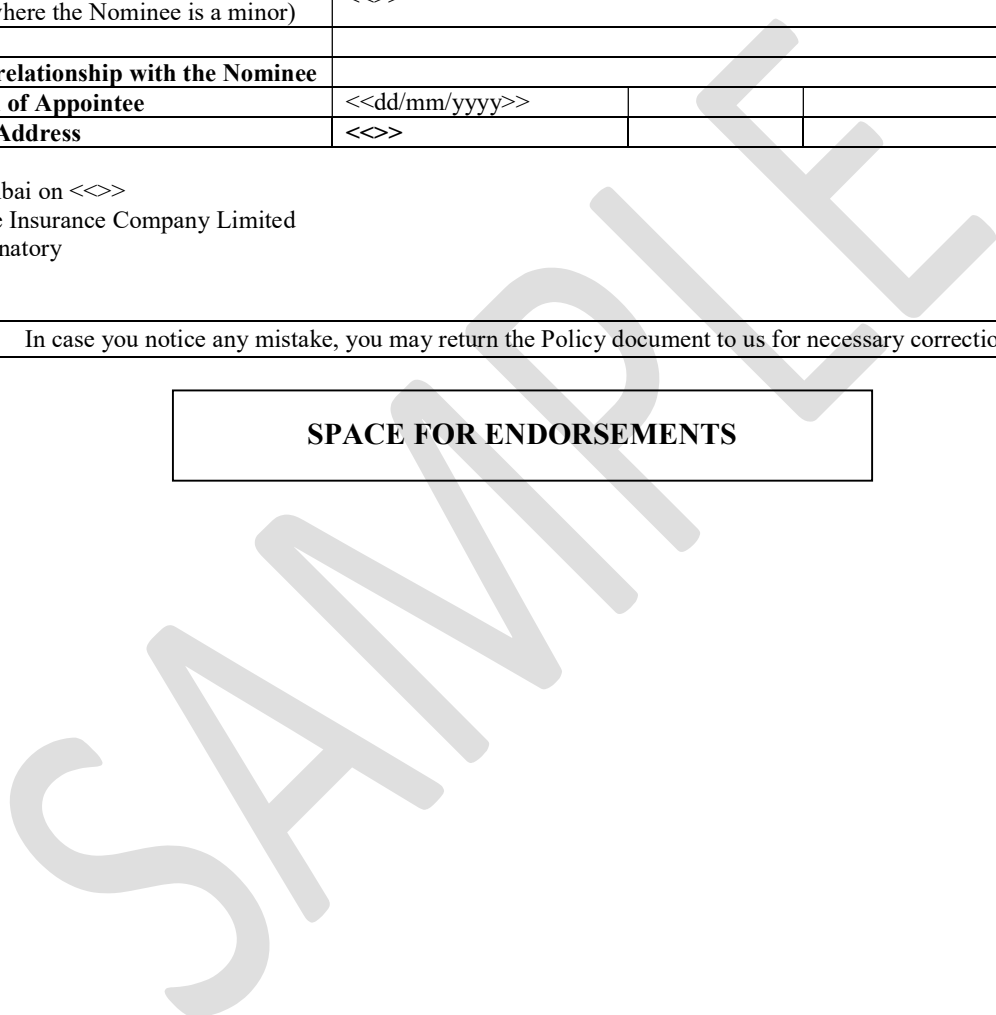 where the Nominee is a minor)
relationship with the Nominee
of Appointee <<dd/mm/yyyy>>
Address <<>>
bai on <<>>
Insurance Company Limited
natory
In case you notice any mistake, you may return the Policy document to us for necessary correctio
SPACE FOR ENDORSEMENTS
SAMPLE